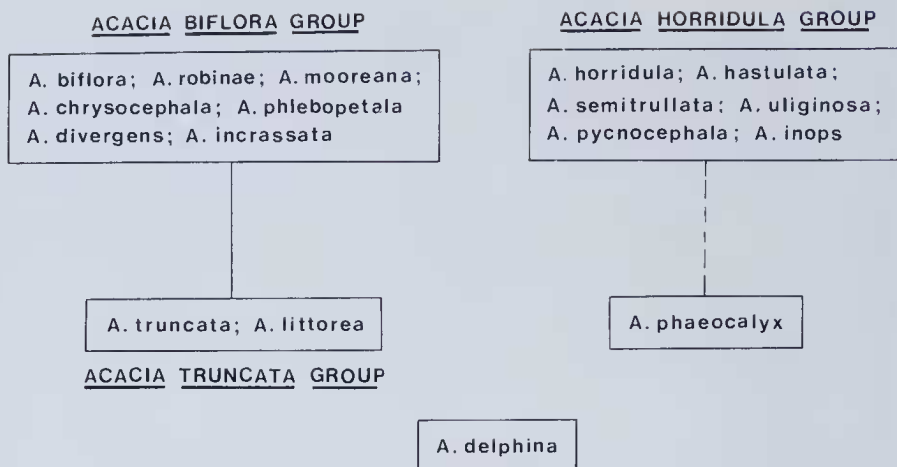 ACACIA BIFLORA GROUP
A. biflora; A. robinae; A. mooreana;
A. chrysocephala; A. phlebopetala
A. divergens; A. incrassata
ACACIA HORRIDULA GROUP
A. horridula; A. hastulata;
A. semitrullata; A. uliginosa;
A. pycnocephala; A. inops
A. truncata; A. littorea
ACACIA TRUNCATA GROUP
A. phaeocalyx
A. delphina